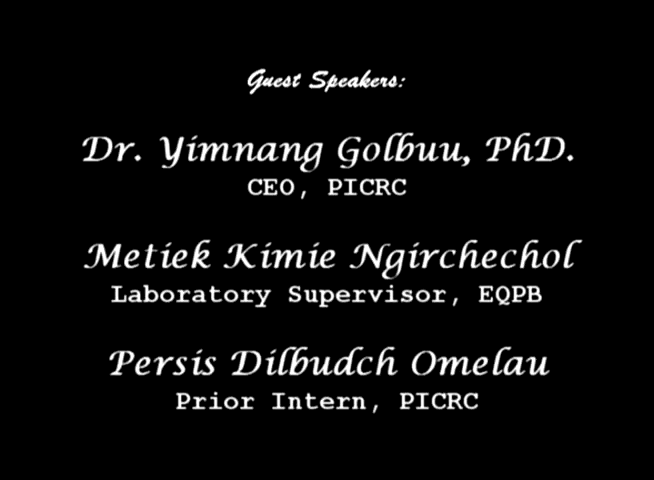 Guest Speakers:
Dr. Yimnang Golbuu, PhD.
CEO, PICRC
Metiek Kimie Ngirchechol
Laboratory Supervisor, EQPB
Persis Dilbudch Omelau
Prior Intern, PICRC